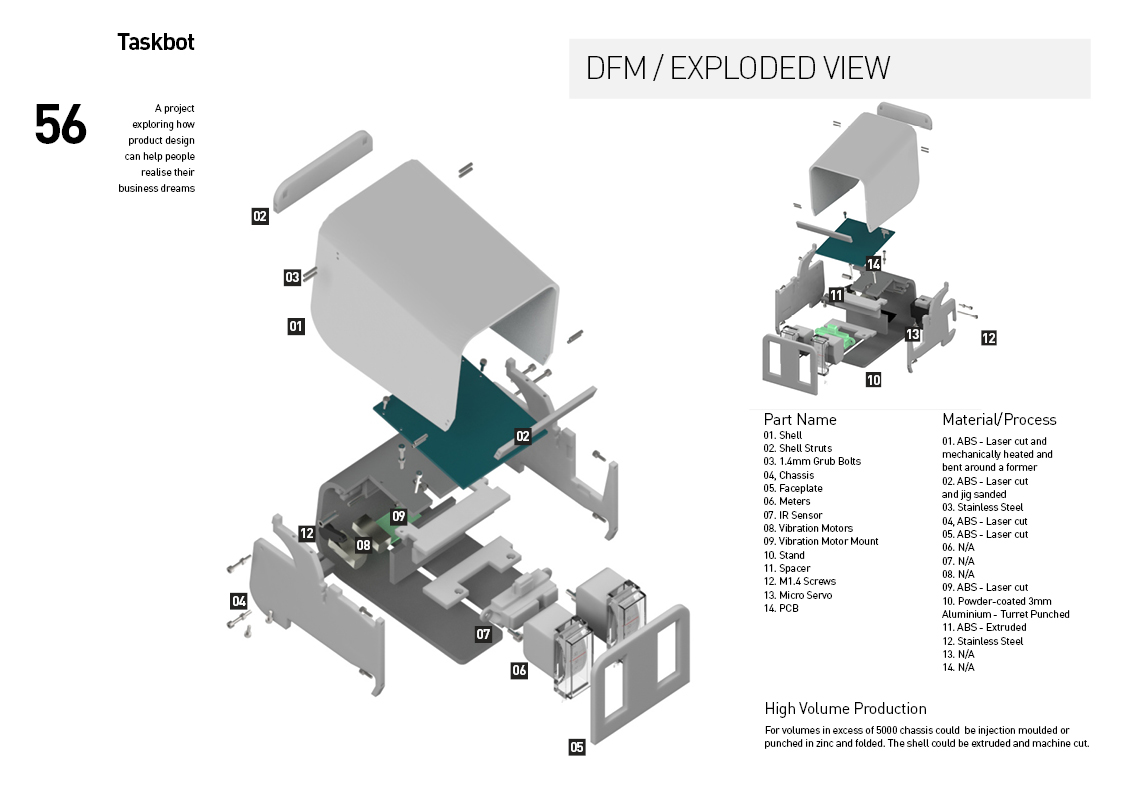 Taskbot
56
A project
exploring how
product design
can help people
realise their
business dreams
DFM / EXPLODED VIEW
02
03
01
02
09
12
08
04
07
06
05
14
11
13
12
10
Part Name
01. Shell
02. Shell Struts
03. 1.4mm Grub Bolts
04, Chassis
05. Faceplate
06. Meters
07. IR Sensor
08. Vibration Motors
09. Vibration Motor Mount
10. Stand
11. Spacer
12. M1.4 Screws
13. Micro Servo
14. PCB
Material/Process
01. ABS - Laser cut and
mechanically heated and
bent around a former
02. ABS - Laser cut
and jig sanded
03. Stainless Steel
04, ABS - Laser cut
05. ABS - Laser cut
06. N/A
07. N/A
08. N/A
09. ABS - Laser cut
10. Powder-coated 3mm
Aluminium - Turret Punched
11. ABS - Extruded
12. Stainless Steel
13. N/A
14. N/A
High Volume Production
For volumes in excess of 5000 chassis could be injection moulded or
punched in zinc and folded. The shell could be extruded and machine cut.